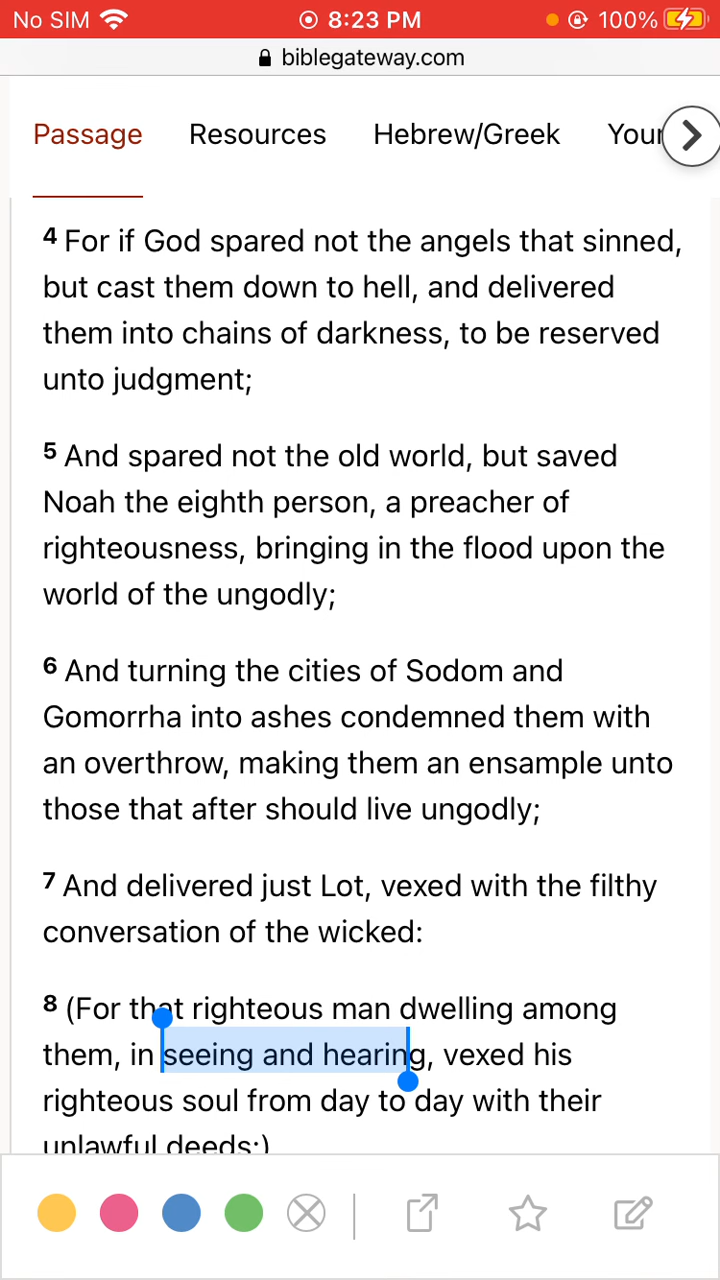 No SIM 8:23 PM 100%
biblegateway.com
Passage Resources Hebrew/Greek Your
4 For if God spared not the angels that sinned,
but cast them down to hell, and delivered
them into chains of darkness, to be reserved
unto judgment;
5 And spared not the old world, but saved
Noah the eighth person, a preacher of
righteousness, bringing in the flood upon the
world of the ungodly;
6 And turning the cities of Sodom and
Gomorrha into ashes condemned them with
an overthrow, making them an ensample unto
those that after should live ungodly;
7 And delivered just Lot, vexed with the filthy
conversation of the wicked:
8 (For that righteous man dwelling among
them, in seeing and hearing, vexed his
righteous soul from day to day with their
unlawful deeds;)